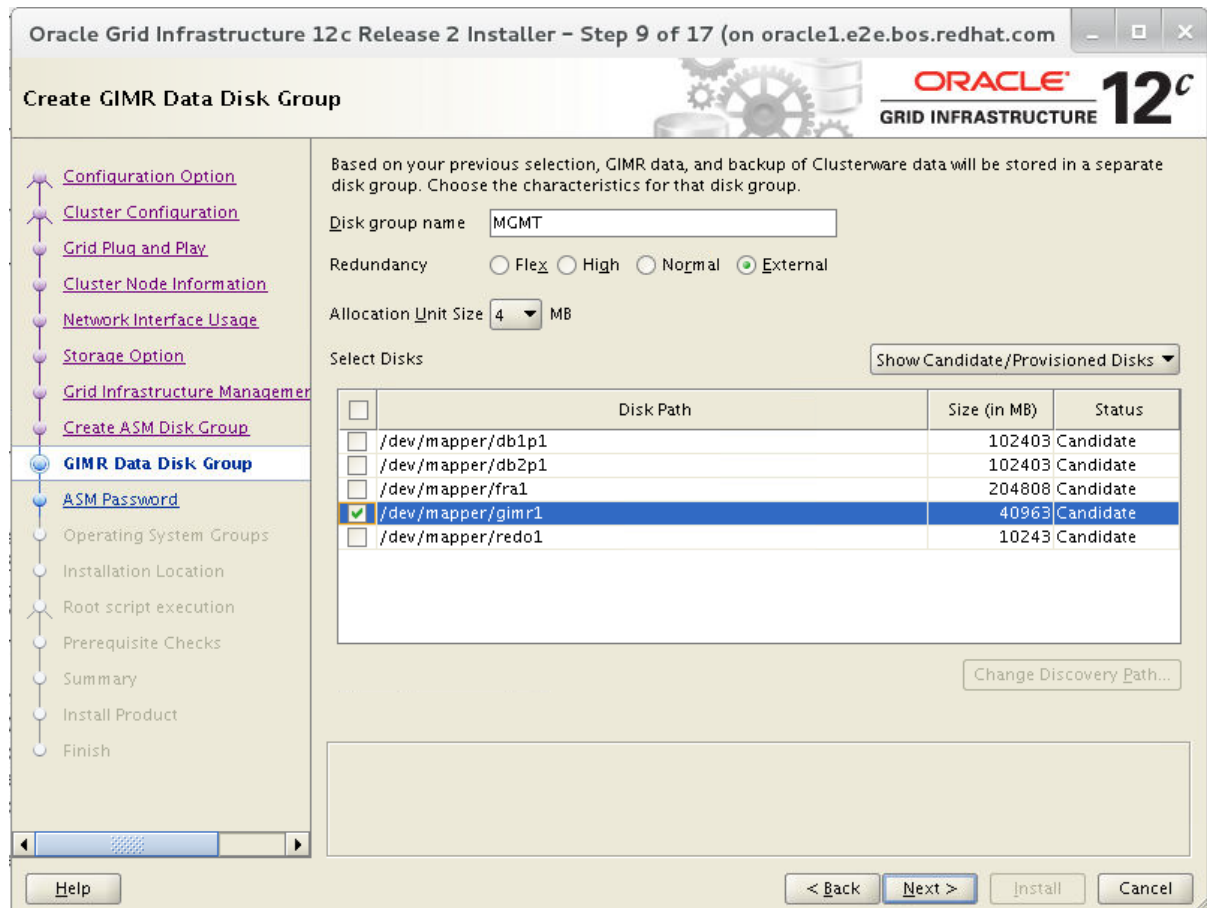 Oracle Grid Infrastructure 12c Release 2 Installer - Step 9 of 17 (on oracle1.e2e.bos.redhat.com
Create GIMR Data Disk Group
ORACLE
GRID INFRASTRUCTURE
12c
Configuration Option
Cluster Configuration
Grid Plug and Play
Cluster Node Information
Network Interface Usage
Storage Option
Grid Infrastructure Managemer
Create ASM Disk Group
GIMR Data Disk Group
ASM Password
Operating System Groups
Installation Location
Root script execution
Prerequisite Checks
Summary
Install Product
Finish
Based on your previous selection, GIMR data, and backup of Clusterware data will be stored in a separate
disk group. Choose the characteristics for that disk group.
Disk group name MGMT
Redundancy Flex High Normal External
Allocation Unit Size 4 MB
Select Disks Show Candidate/Provisioned Disks
Disk Path Size (in MB) Status
/dev/mapper/db1p1 102403 Candidate
/dev/mapper/db2p1 102403 Candidate
/dev/mapper/fra1 204808 Candidate
/dev/mapper/gimr1 40963 Candidate
/dev/mapper/redo1 10243 Candidate
Change Discovery Path...
Help < Back Next > Install Cancel